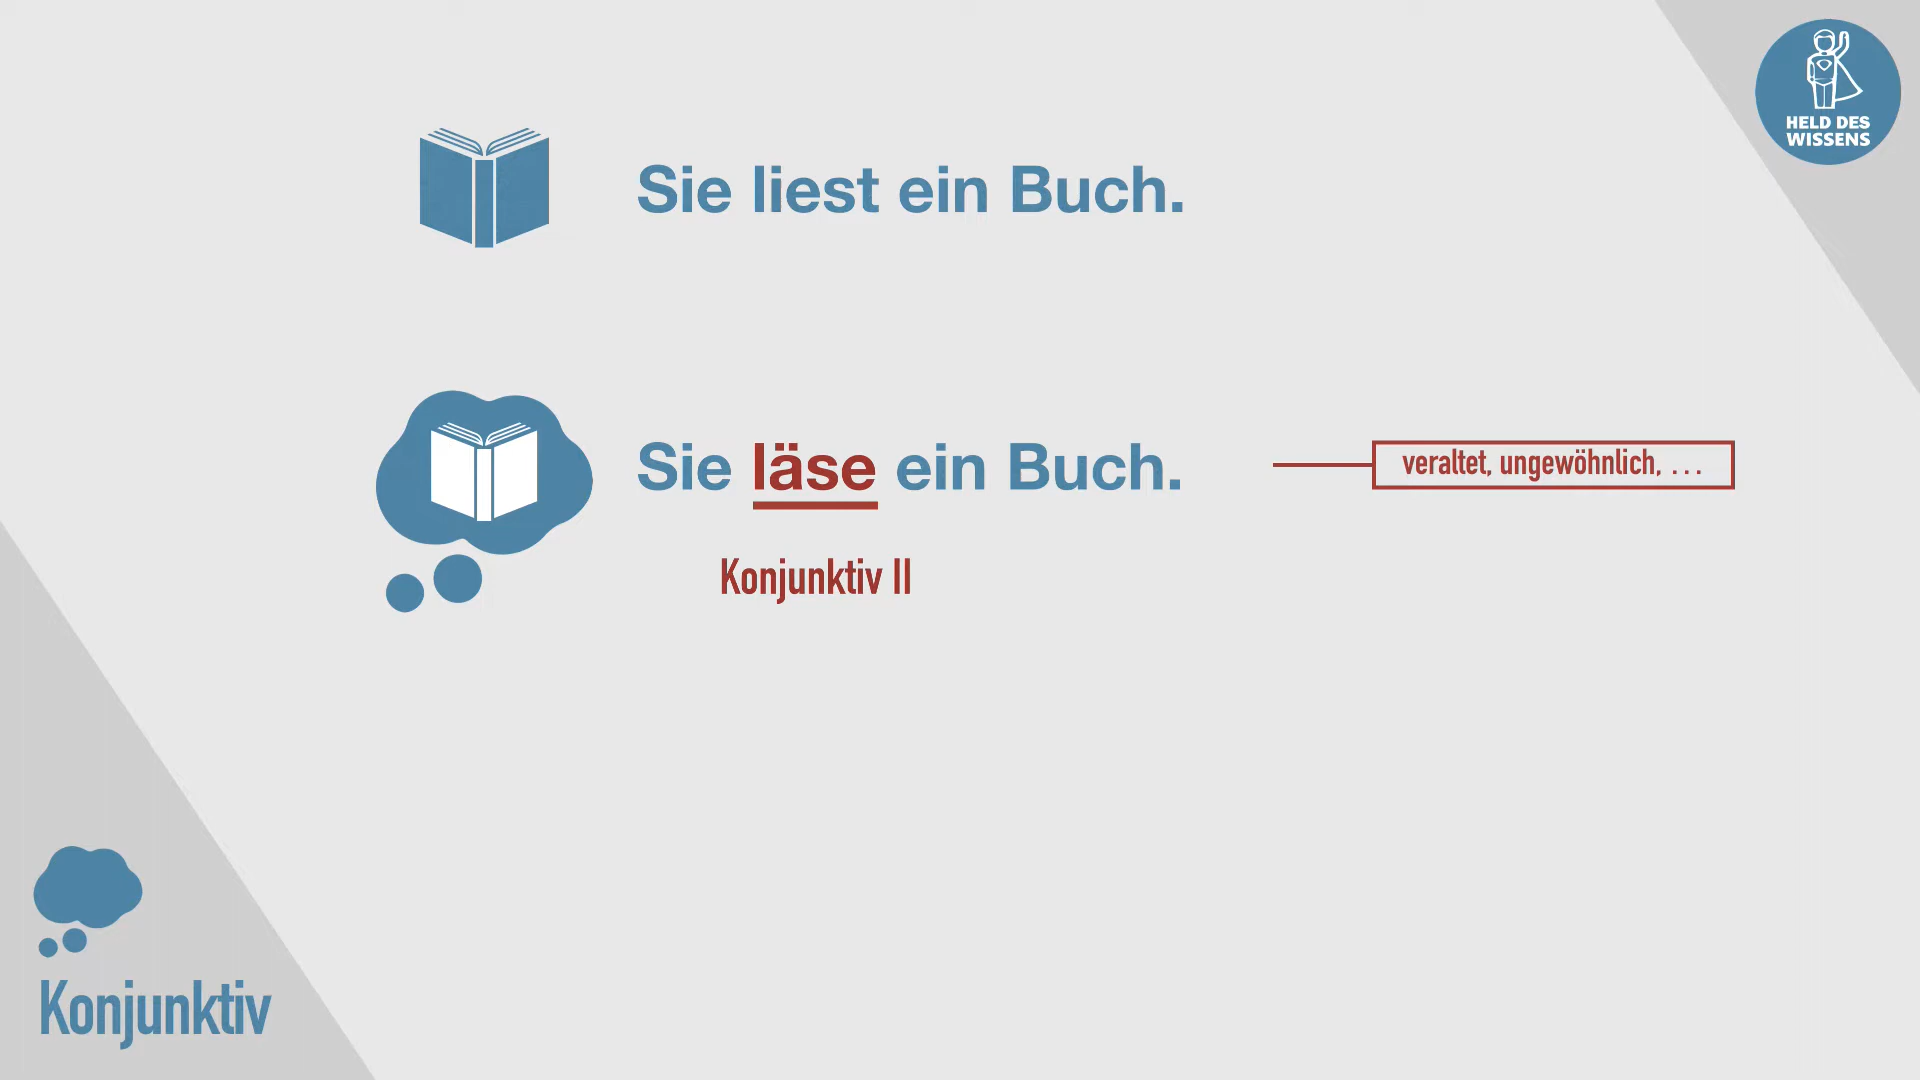 HELD DES
WISSENS
Sie liest ein Buch.
Sie läse ein Buch.
veraltet, ungewöhnlich, ...
Konjunktiv II
Konjunktiv